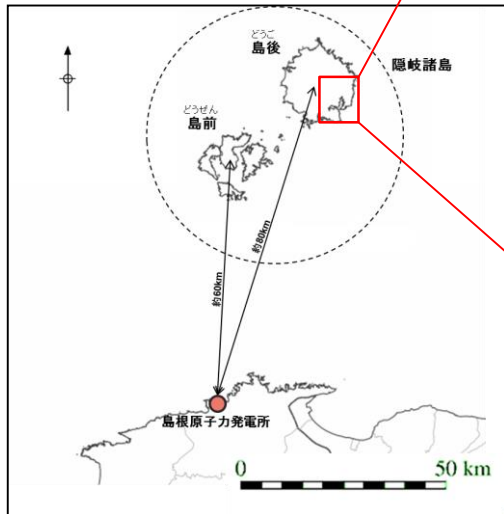 どうご
島後
隠岐諸島
どうぜん
島前
約60km
約80km
島根原子力発電所
0 50 km